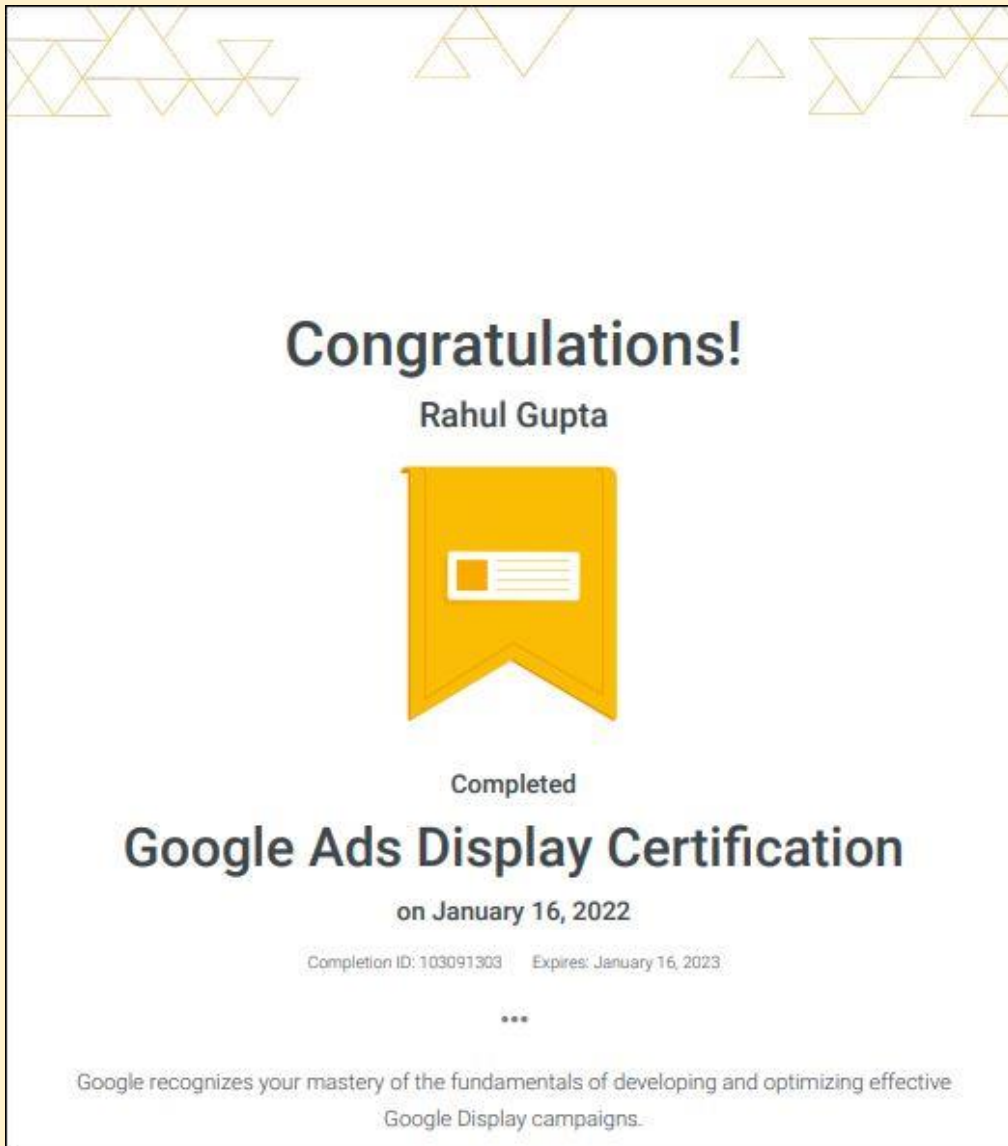 Congratulations!
Rahul Gupta
Completed
Google Ads Display Certification
on January 16, 2022
Completion ID: 103091303 Expires: January 16, 2023
•••
Google recognizes your mastery of the fundamentals of developing and optimizing effective
Google Display campaigns.